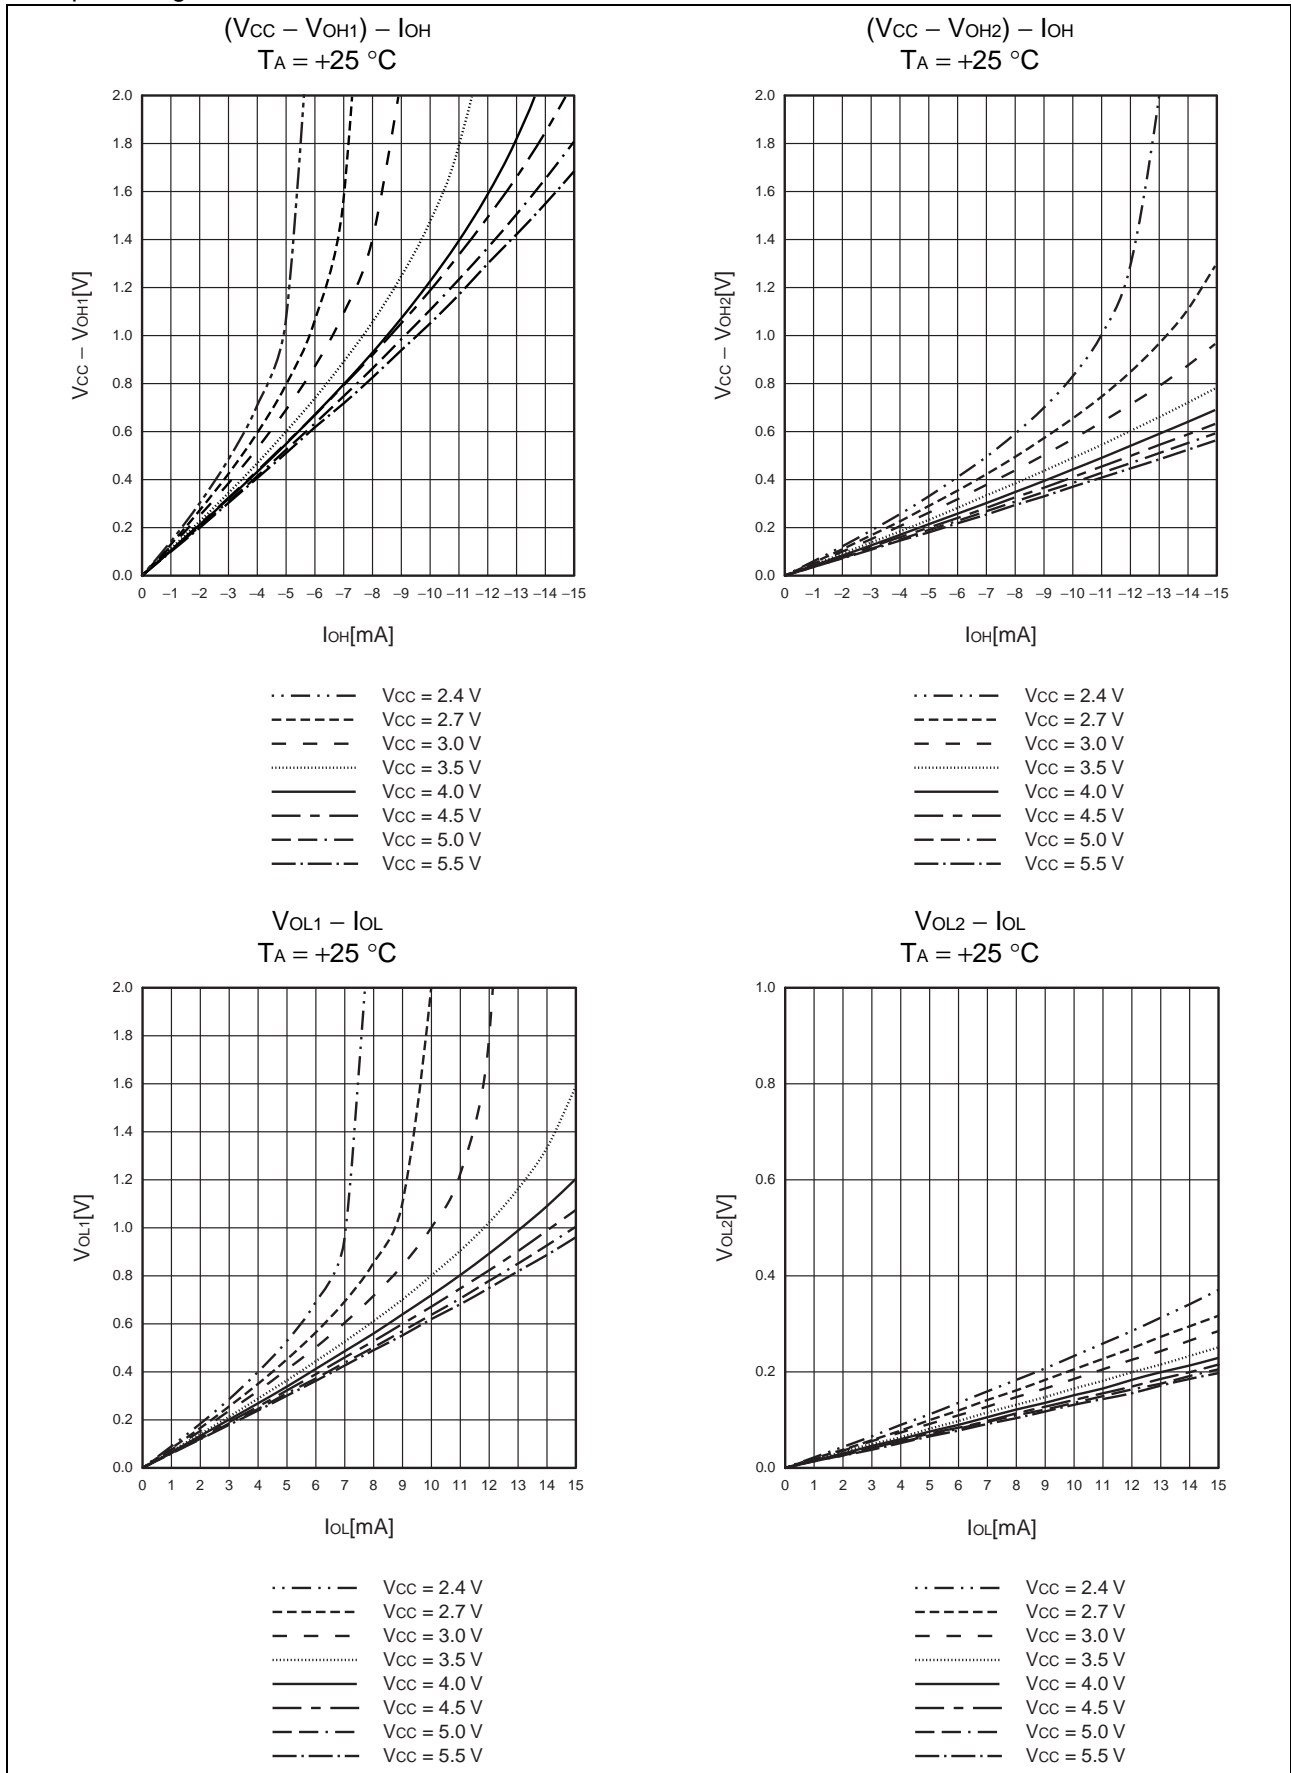 (VCC – VOH1) – IOH
TA = +25 °C
2.0
1.8
1.6
1.4
1.2
1.0
0.8
0.6
0.4
0.2
0.0
VCC – VOH1[V]
0 –1 –2 –3 –4 –5 –6 –7 –8 –9 –10 –11 –12 –13 –14 –15
IOH[mA]
VCC = 2.4 V
VCC = 2.7 V
VCC = 3.0 V
VCC = 3.5 V
VCC = 4.0 V
VCC = 4.5 V
VCC = 5.0 V
VCC = 5.5 V
(VCC – VOH2) – IOH
TA = +25 °C
2.0
1.8
1.6
1.4
1.2
1.0
0.8
0.6
0.4
0.2
0.0
VCC – VOH2[V]
0 –1 –2 –3 –4 –5 –6 –7 –8 –9 –10 –11 –12 –13 –14 –15
IOH[mA]
VCC = 2.4 V
VCC = 2.7 V
VCC = 3.0 V
VCC = 3.5 V
VCC = 4.0 V
VCC = 4.5 V
VCC = 5.0 V
VCC = 5.5 V
VOL1 – IOL
TA = +25 °C
2.0
1.8
1.6
1.4
1.2
1.0
0.8
0.6
0.4
0.2
0.0
VOL1[V]
0 1 2 3 4 5 6 7 8 9 10 11 12 13 14 15
IOL[mA]
VCC = 2.4 V
VCC = 2.7 V
VCC = 3.0 V
VCC = 3.5 V
VCC = 4.0 V
VCC = 4.5 V
VCC = 5.0 V
VCC = 5.5 V
VOL2 – IOL
TA = +25 °C
1.0
0.8
0.6
0.4
0.2
0.0
VOL2[V]
0 1 2 3 4 5 6 7 8 9 10 11 12 13 14 15
IOL[mA]
VCC = 2.4 V
VCC = 2.7 V
VCC = 3.0 V
VCC = 3.5 V
VCC = 4.0 V
VCC = 4.5 V
VCC = 5.0 V
VCC = 5.5 V